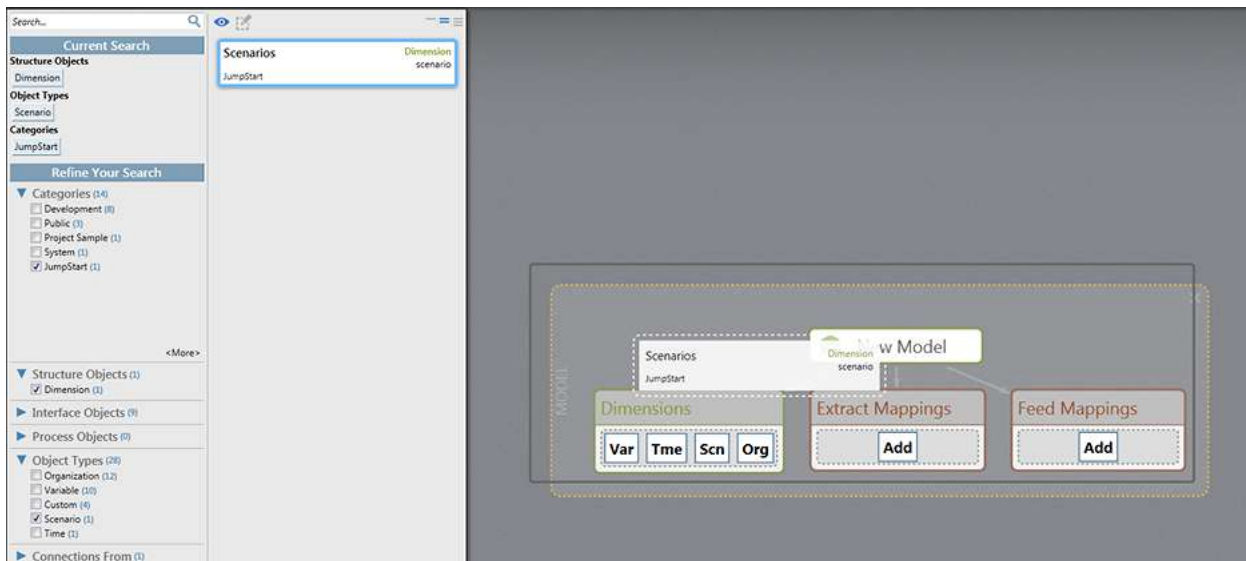 Search...
Current Search
Structure Objects
Dimension
Object Types
Scenario
Categories
JumpStart
Refine Your Search
Categories (14)
Development (8)
Public (3)
Project Sample (1)
System (1)
JumpStart (1)
<More>
Structure Objects (1)
Dimension (1)
Interface Objects (9)
Process Objects (0)
Object Types (28)
Organization (12)
Variable (10)
Custom (4)
Scenario (1)
Time (1)
Connections From (1)
Scenarios
Dimension
scenario
JumpStart
MODEL
Scenarios
Dimension
scenario
JumpStart
w Model
Dimensions
Var Tme Scn Org
Extract Mappings
Add
Feed Mappings
Add